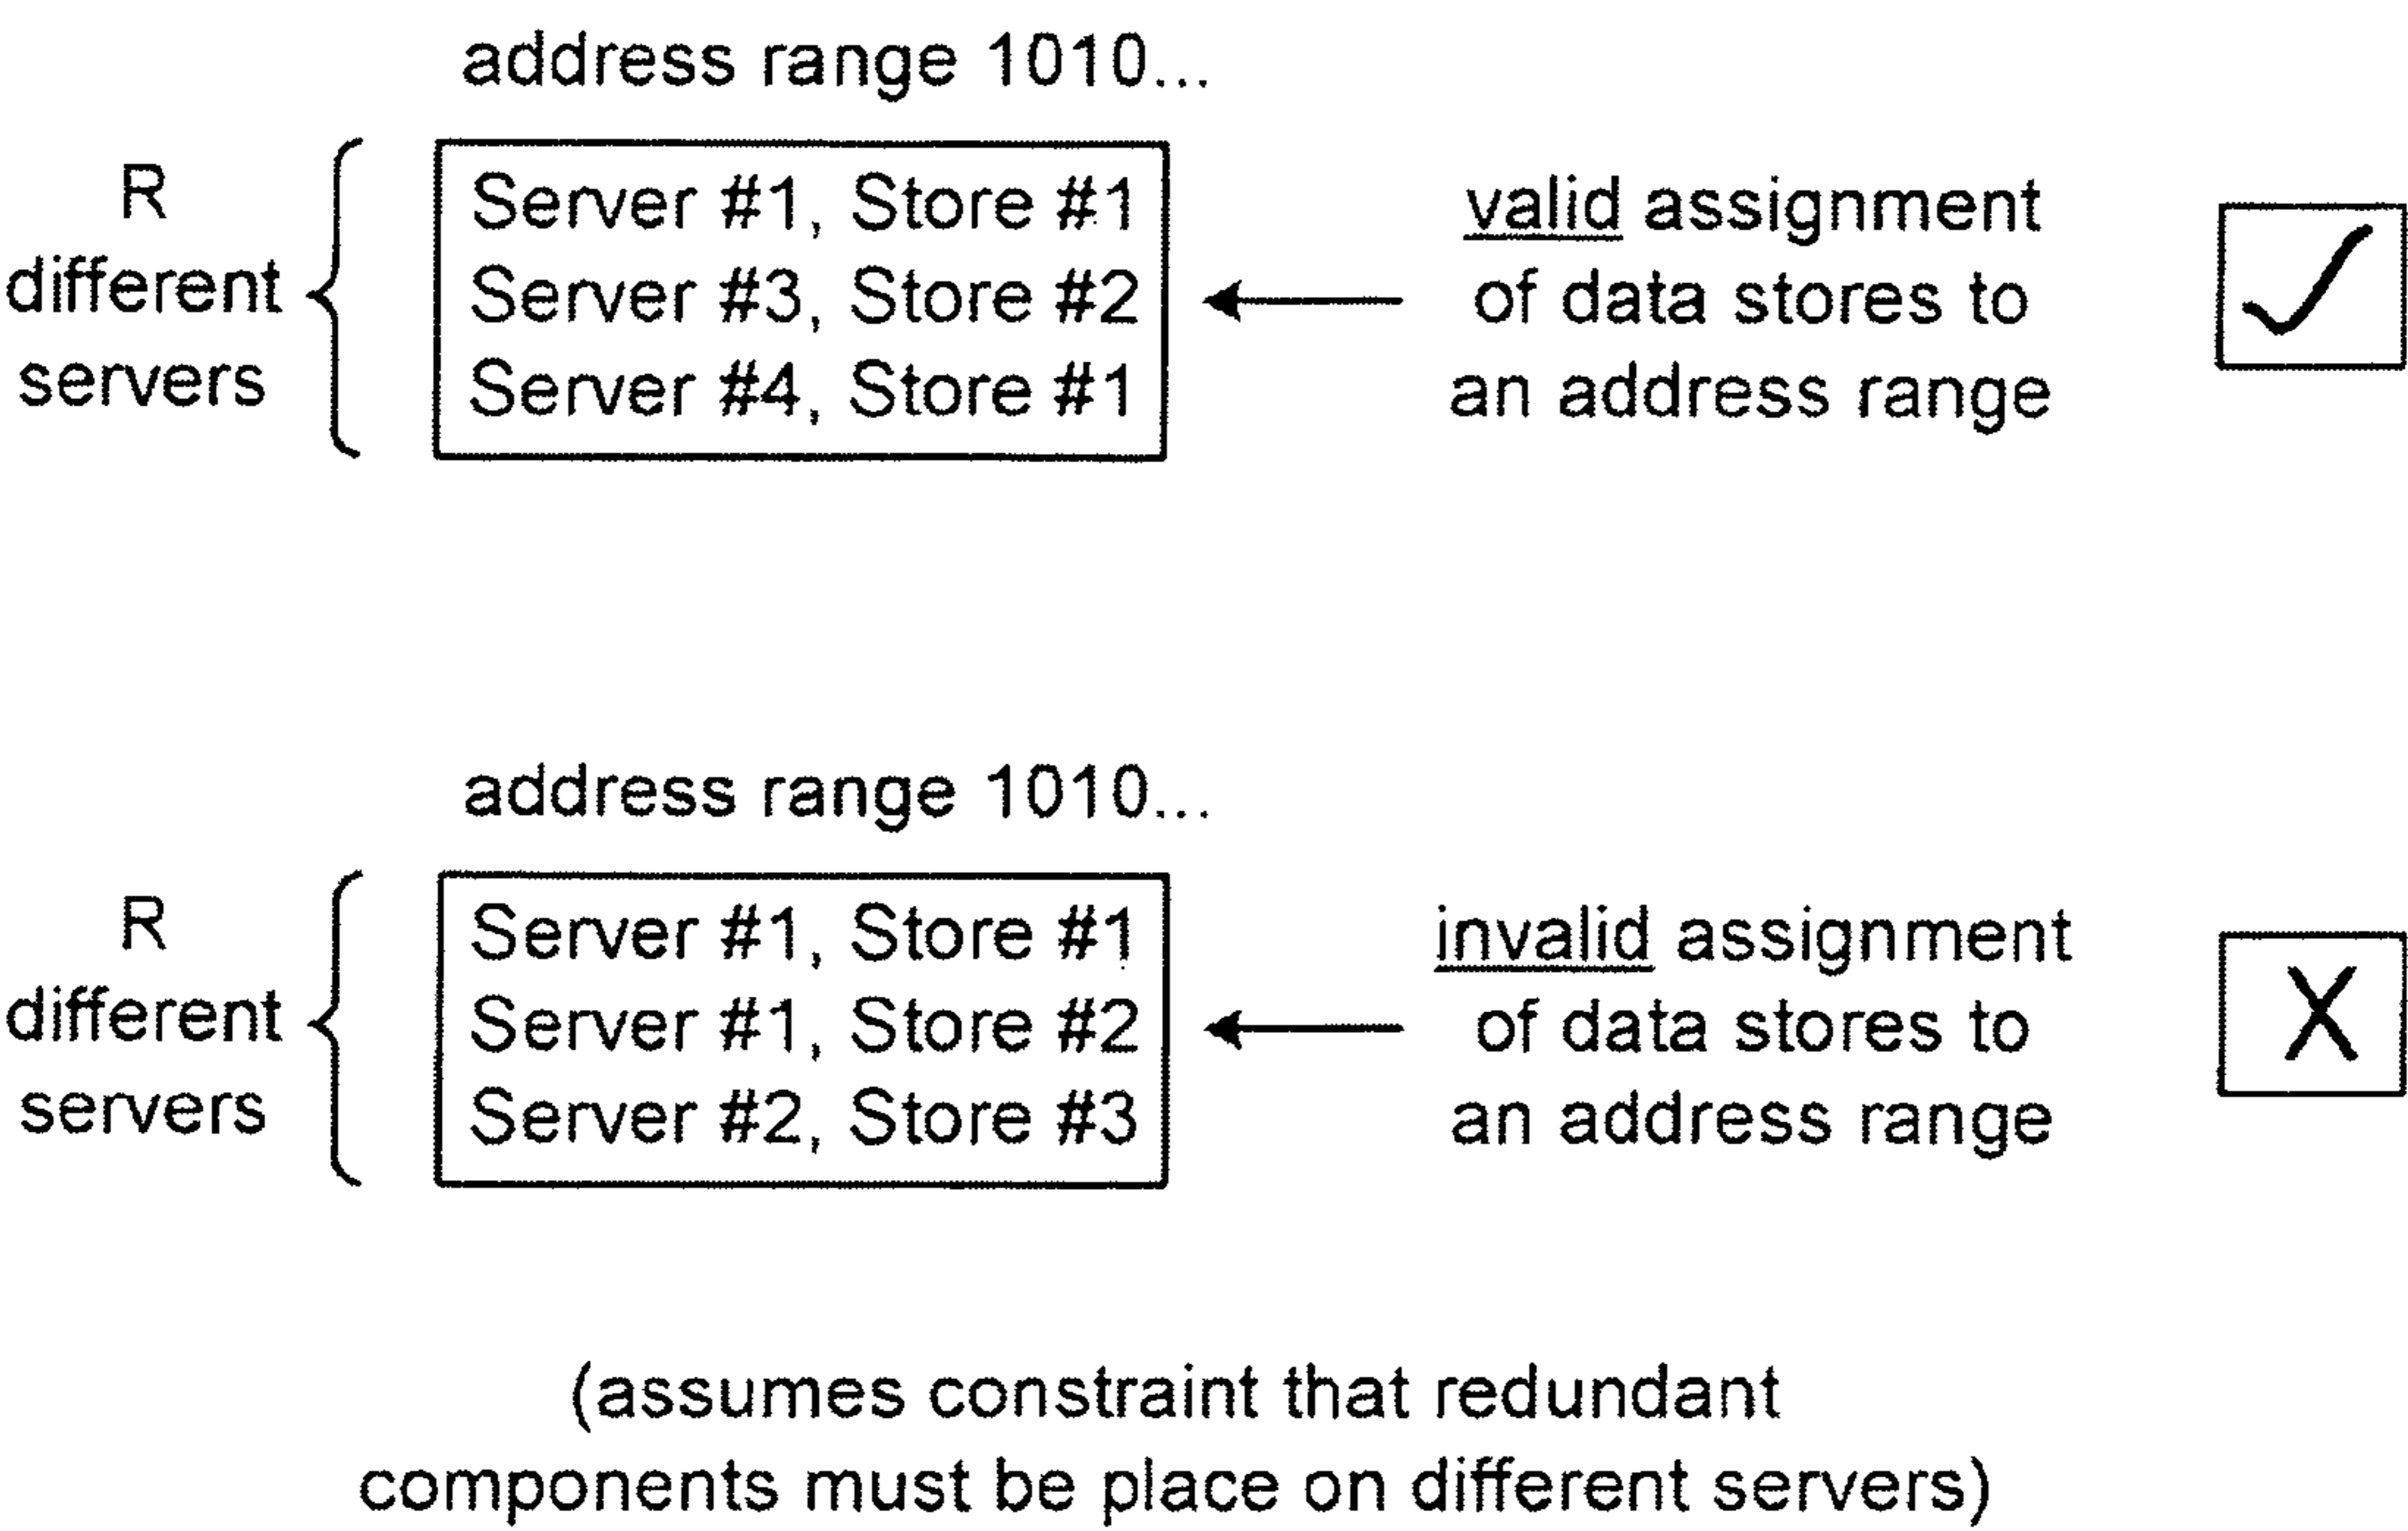 address range 1010...
R
different
servers
Server #1, Store #1
Server #3, Store #2
Server #4, Store #1
valid assignment
of data stores to
an address range
address range 1010...
R
different
servers
Server #1, Store #1
Server #1, Store #2
Server #2, Store #3
invalid assignment
of data stores to
an address range
X
(assumes constraint that redundant
components must be place on different servers)